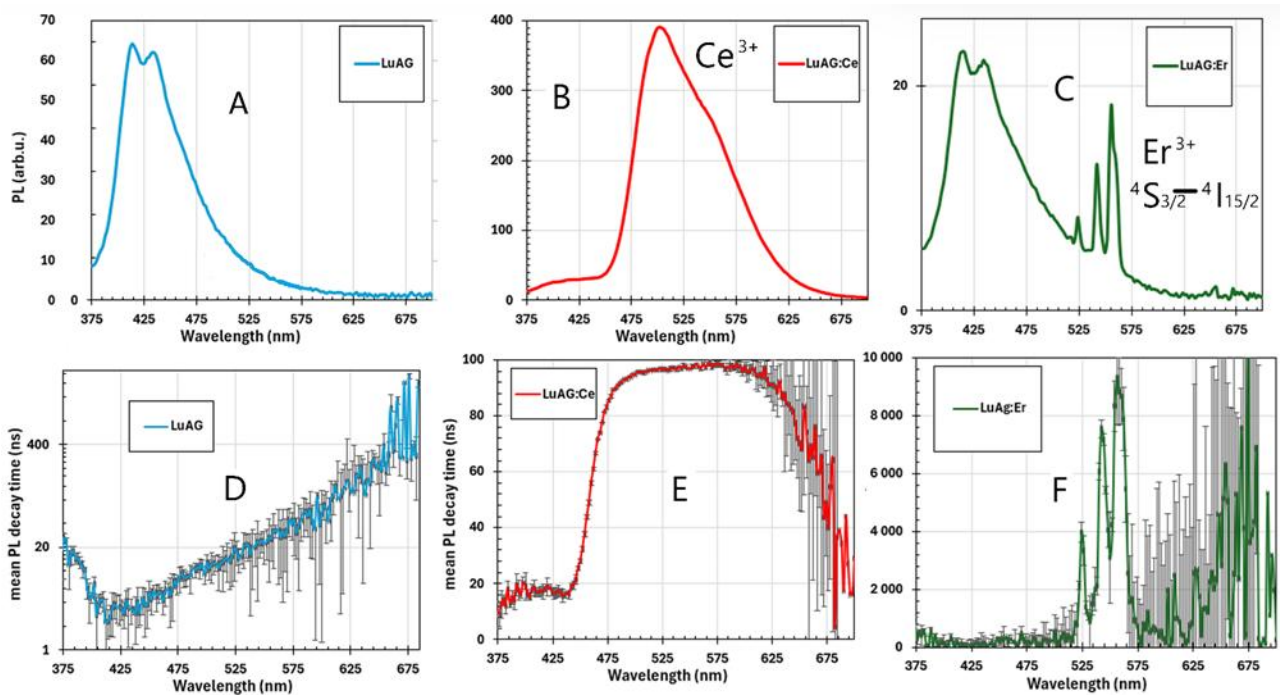 PL (arb.u.)
70
60
50
40
30
20
10
0
0
375 425 475 525 575 625 675
Wavelength (nm)
LuAG
A
400
300
200
100
0
375 425 475 525 575 625 675
Wavelength (nm)
B
Ce³⁺
LuAG:Ce
20
0
375 425 475 525 575 625 675
Wavelength (nm)
LuAG:Er
C
Er³⁺
⁴S₃/₂—⁴I₁₅/₂
mean PL decay time (ns)
400
20
1
375 425 475 525 575 625 675
Wavelength (nm)
LuAG
D
mean PL decay time (ns)
100
80
60
40
20
0
375 425 475 525 575 625 675
Wavelength (nm)
LuAG:Ce
E
10 000
8 000
6 000
4 000
2 000
0
375 425 475 525 575 625 675
Wavelength (nm)
LuAg:Er
F